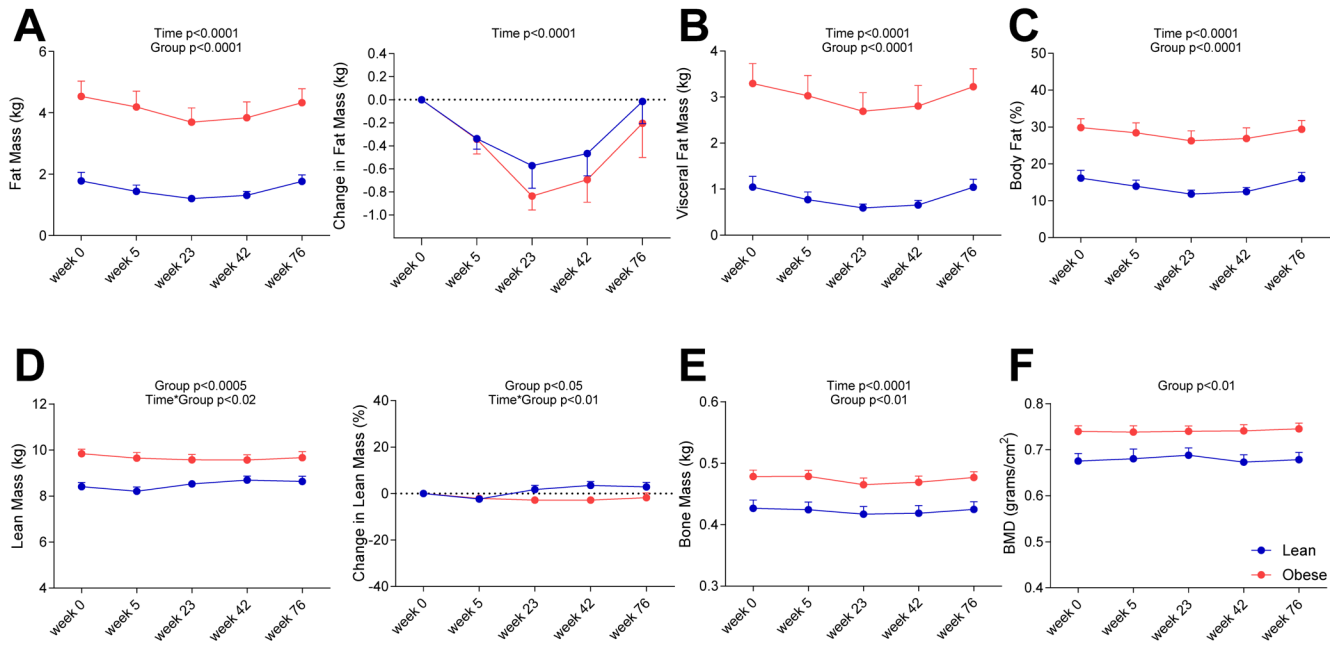 A
Time p<0.0001
Group p<0.0001
Fat Mass (kg)
6
4
2
0
week 0
week 5
week 23
week 42
week 76
Time p<0.0001
Change in Fat Mass (kg)
0.4
0.2
0.0
-0.2
-0.4
-0.6
-0.8
-1.0
week 0
week 5
week 23
week 42
week 76
B
Time p<0.0001
Group p<0.0001
Visceral Fat Mass (kg)
4
3
2
1
0
week 0
week 5
week 23
week 42
week 76
C
Time p<0.0001
Group p<0.0001
Body Fat (%)
50
40
30
20
10
0
week 0
week 5
week 23
week 42
week 76
D
Group p<0.0005
Time*Group p<0.02
Lean Mass (kg)
12
10
8
6
4
week 0
week 5
week 23
week 42
week 76
Group p<0.05
Time*Group p<0.01
Change in Lean Mass (%)
40
20
0
-20
-40
week 0
week 5
week 23
week 42
week 76
E
Time p<0.0001
Group p<0.01
Bone Mass (kg)
0.6
0.5
0.4
0.3
week 0
week 5
week 23
week 42
week 76
F
Group p<0.01
BMD (grams/cm²)
0.8
0.7
0.6
0.5
0.4
week 0
week 5
week 23
week 42
week 76
Lean
Obese